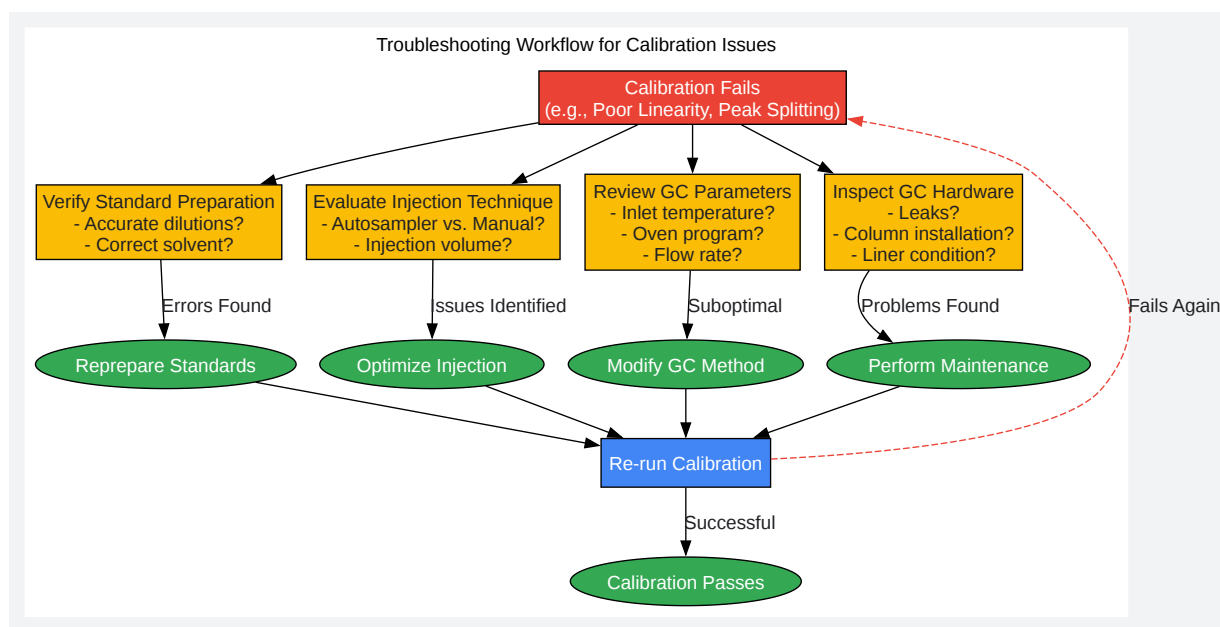 Troubleshooting Workflow for Calibration Issues
Calibration Fails
(e.g., Poor Linearity, Peak Splitting)
Verify Standard Preparation
- Accurate dilutions?
- Correct solvent?
Evaluate Injection Technique
- Autosampler vs. Manual?
- Injection volume?
Review GC Parameters
- Inlet temperature?
- Oven program?
- Flow rate?
Inspect GC Hardware
- Leaks?
- Column installation?
- Liner condition?
Errors Found
Issues Identified
Suboptimal
Problems Found
Fails Again
Reprepare Standards
Optimize Injection
Modify GC Method
Perform Maintenance
Re-run Calibration
Successful
Calibration Passes